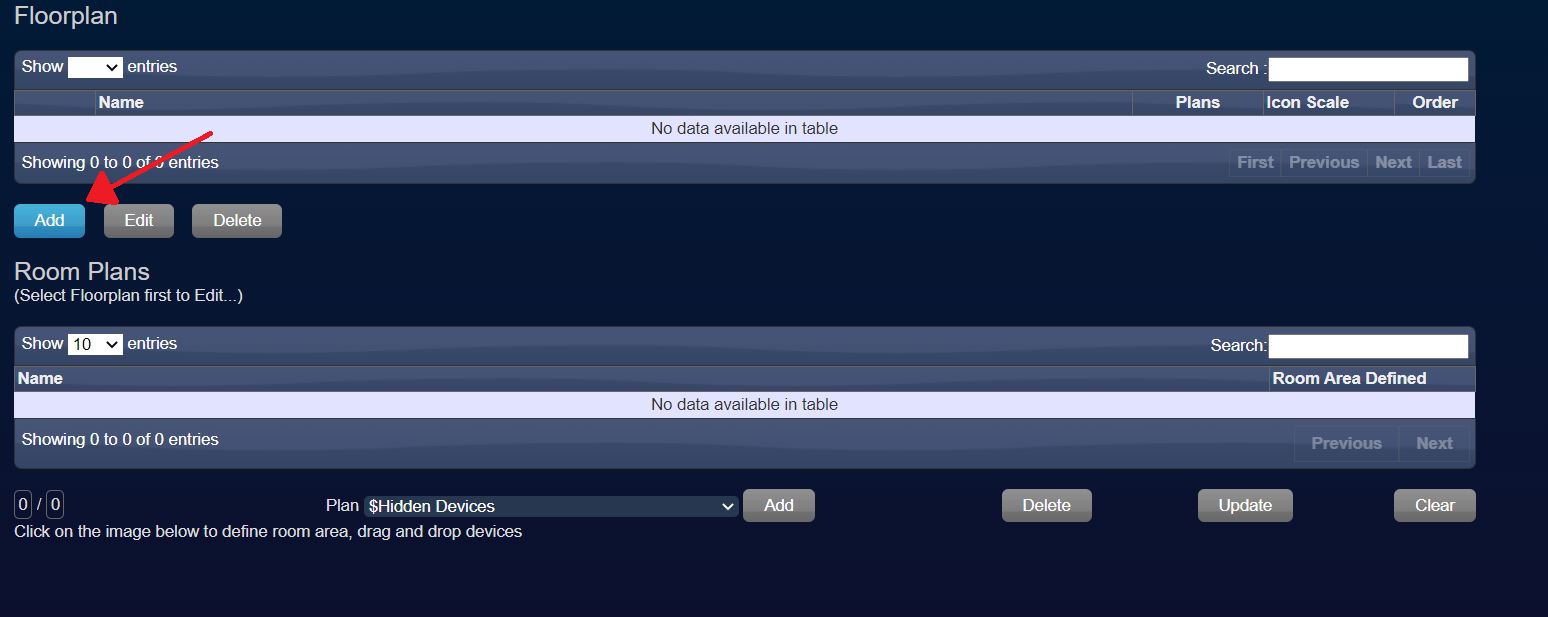 Floorplan
Show entries Search :
Name Plans Icon Scale Order
No data available in table
Showing 0 to 0 of 0 entries First Previous Next Last
Add Edit Delete
Room Plans
(Select Floorplan first to Edit...)
Show 10 entries Search:
Name Room Area Defined
No data available in table
Showing 0 to 0 of 0 entries Previous Next
0 / 0 Plan $Hidden Devices Add Delete Update Clear
Click on the image below to define room area, drag and drop devices